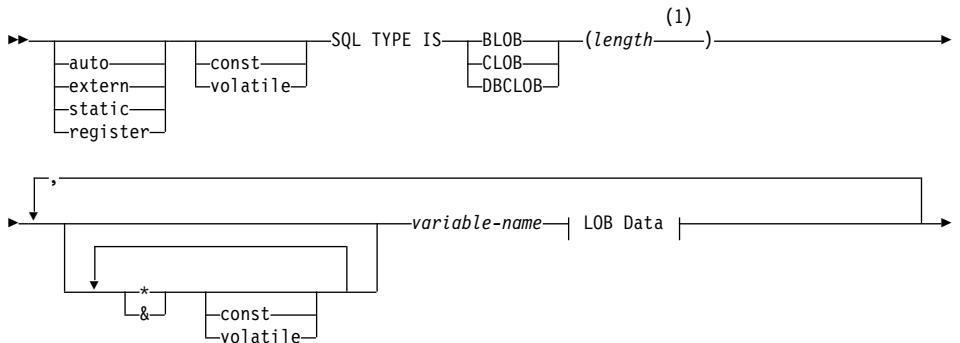 (1)
SQL TYPE IS BLOB (length )
auto const CLOB
extern volatile DBCLOB
static
register
,
variable-name LOB Data
*
& const
volatile